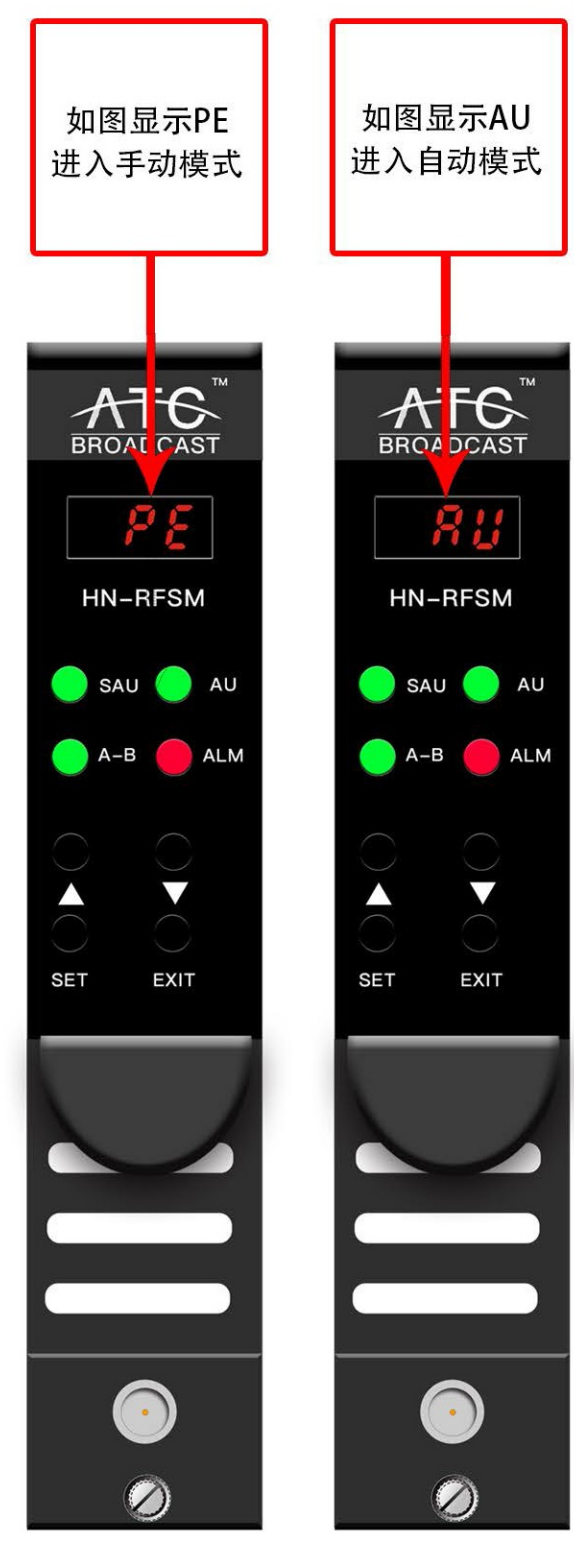 如图显示PE
进入手动模式
如图显示AU
进入自动模式
ATC TM
BROADCAST
PE
HN-RFSM
SAU AU
A-B ALM
SET EXIT
ATC TM
BROADCAST
AU
HN-RFSM
SAU AU
A-B ALM
SET EXIT